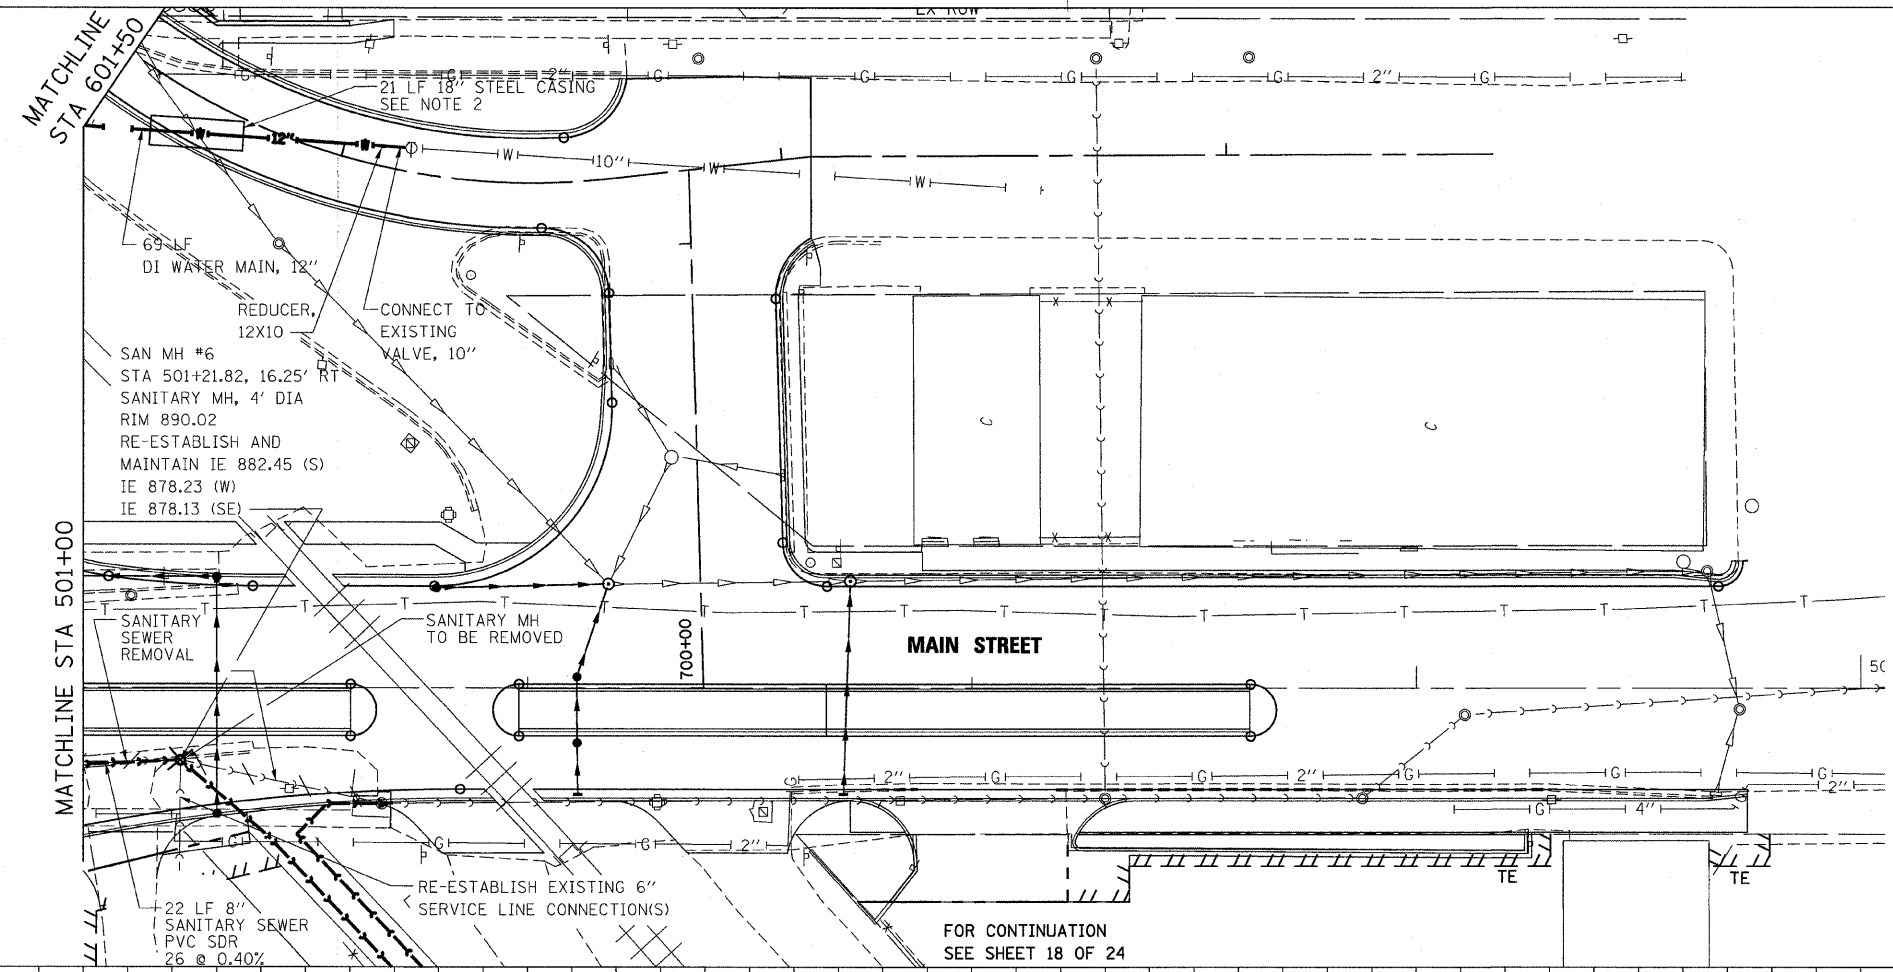 EX ROW
MATCHLINE
STA 601+50
21 LF 18" STEEL CASING
SEE NOTE 2
G G 2" G G G G 2" G
W 12" W W 10" W W
69 LF
DI WATER MAIN, 12"
REDUCER,
12X10
CONNECT TO
EXISTING
VALVE, 10"
SAN MH #6
STA 501+21.82, 16.25' RT
SANITARY MH, 4' DIA
RIM 890.02
RE-ESTABLISH AND
MAINTAIN IE 882.45 (S)
IE 878.23 (W)
IE 878.13 (SE)
C
C
X X
X X
MATCHLINE STA 501+00
T T T T T T T T T T T T T T T T T T
SANITARY
SEWER
REMOVAL
SANITARY MH
TO BE REMOVED
700+00
MAIN STREET
50
G 2" G 2" G G G 2"
G 4"
G G G 2"
TE
TE
RE-ESTABLISH EXISTING 6"
SERVICE LINE CONNECTION(S)
22 LF 8"
SANITARY SEWER
PVC SDR
26 @ 0.40%
FOR CONTINUATION
SEE SHEET 18 OF 24